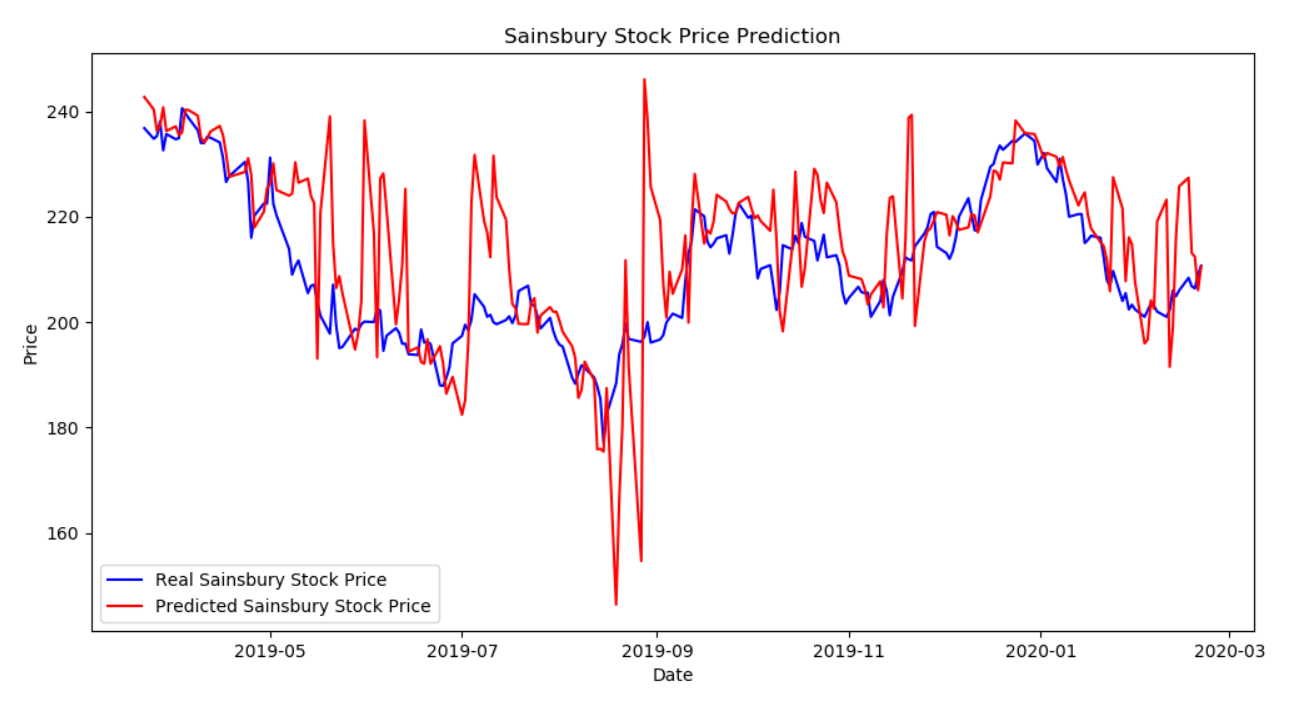 Sainsbury Stock Price Prediction
Price
240
220
200
180
160
Real Sainsbury Stock Price
Predicted Sainsbury Stock Price
2019-05 2019-07 2019-09 2019-11 2020-01 2020-03
Date